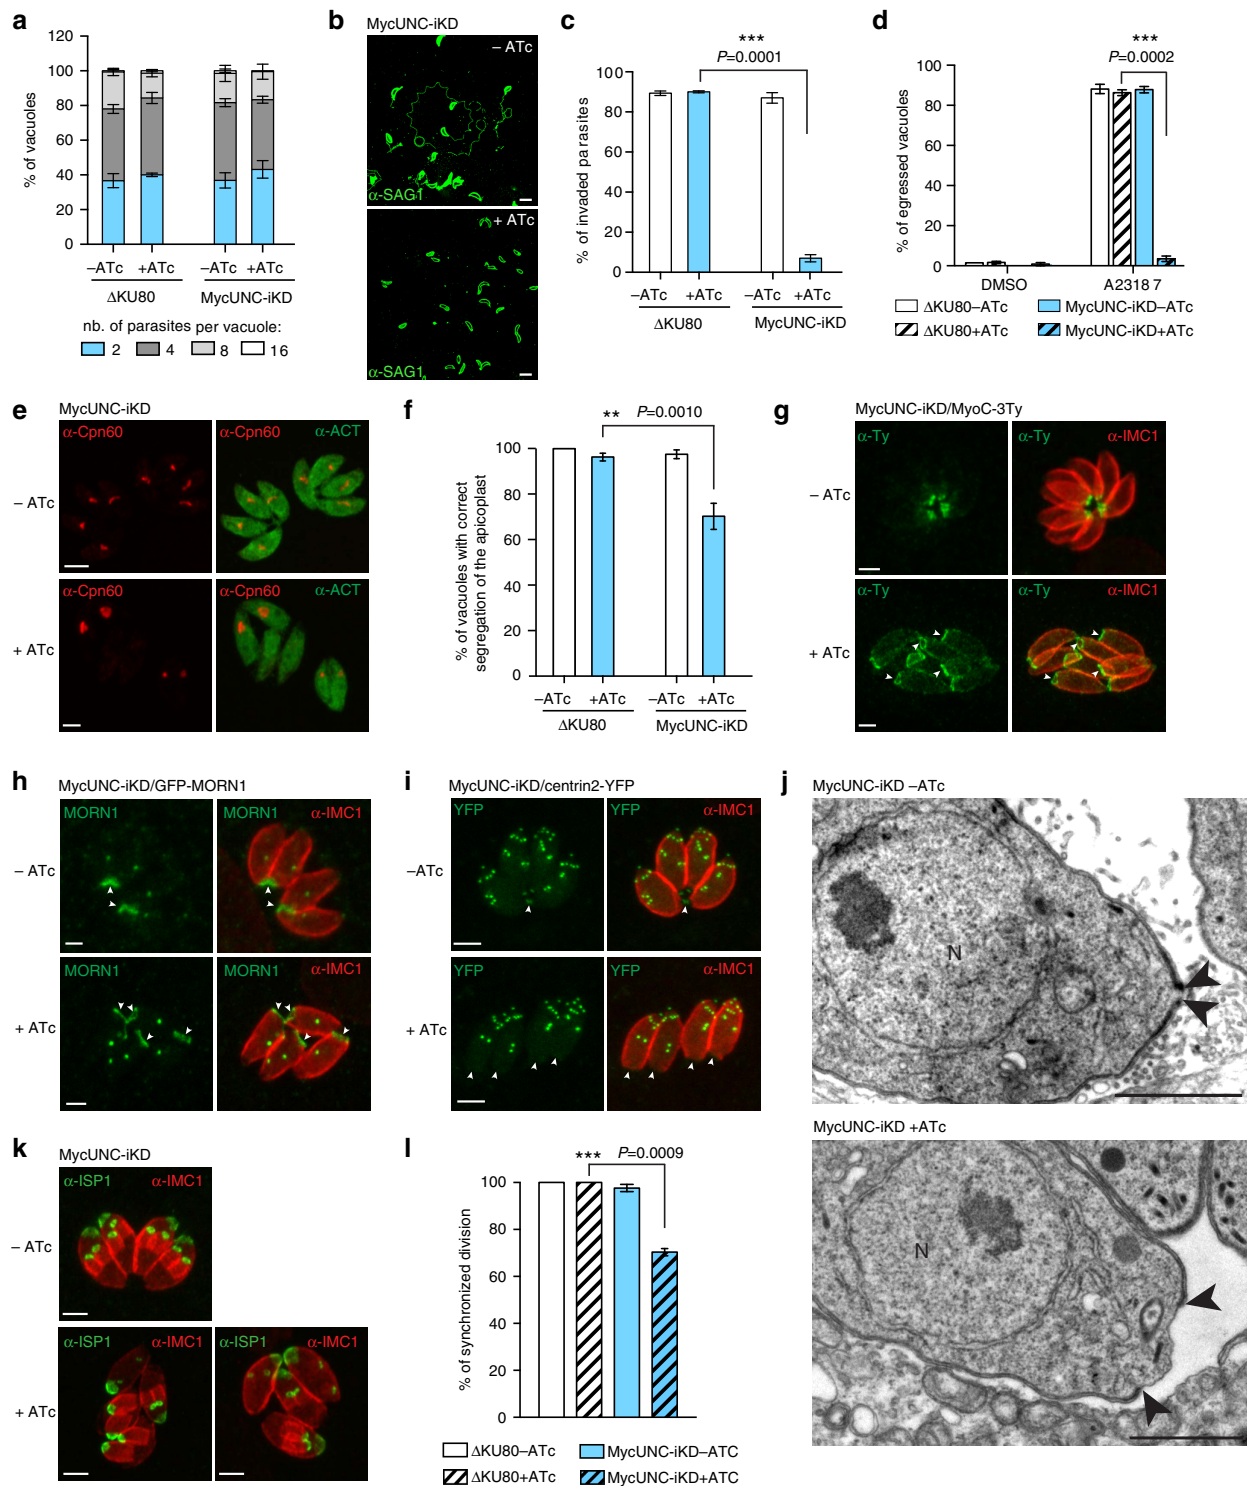 a
120
100
80
60
40
20
0
% of vacuoles
–ATc +ATc –ATc +ATc
ΔKU80 MycUNC-iKD
nb. of parasites per vacuole:
2 4 8 16
b
MycUNC-iKD
– ATc
α-SAG1
+ ATc
α-SAG1
c
***
P=0.0001
100
80
60
40
20
0
% of invaded parasites
–ATc +ATc –ATc +ATc
ΔKU80 MycUNC-iKD
d
***
P=0.0002
100
80
60
40
20
0
% of egressed vacuoles
DMSO A2318 7
ΔKU80–ATc MycUNC-iKD–ATc
ΔKU80+ATc MycUNC-iKD+ATc
e
MycUNC-iKD
α-Cpn60 α-Cpn60 α-ACT
– ATc
α-Cpn60 α-Cpn60 α-ACT
+ ATc
f
** P=0.0010
100
80
60
40
20
0
% of vacuoles with correct
segregation of the apicoplast
–ATc +ATc –ATc +ATc
ΔKU80 MycUNC-iKD
g
MycUNC-iKD/MyoC-3Ty
α-Ty α-Ty α-IMC1
– ATc
α-Ty α-Ty α-IMC1
+ ATc
h
MycUNC-iKD/GFP-MORN1
MORN1 MORN1 α-IMC1
– ATc
MORN1 MORN1 α-IMC1
+ ATc
i
MycUNC-iKD/centrin2-YFP
YFP YFP α-IMC1
–ATc
YFP YFP α-IMC1
+ ATc
j
MycUNC-iKD –ATc
N
MycUNC-iKD +ATc
N
k
MycUNC-iKD
α-ISP1 α-IMC1
– ATc
α-ISP1 α-IMC1 α-ISP1 α-IMC1
+ ATc
l
*** P=0.0009
100
80
60
40
20
0
% of synchronized division
ΔKU80–ATc MycUNC-iKD–ATC
ΔKU80+ATc MycUNC-iKD+ATC